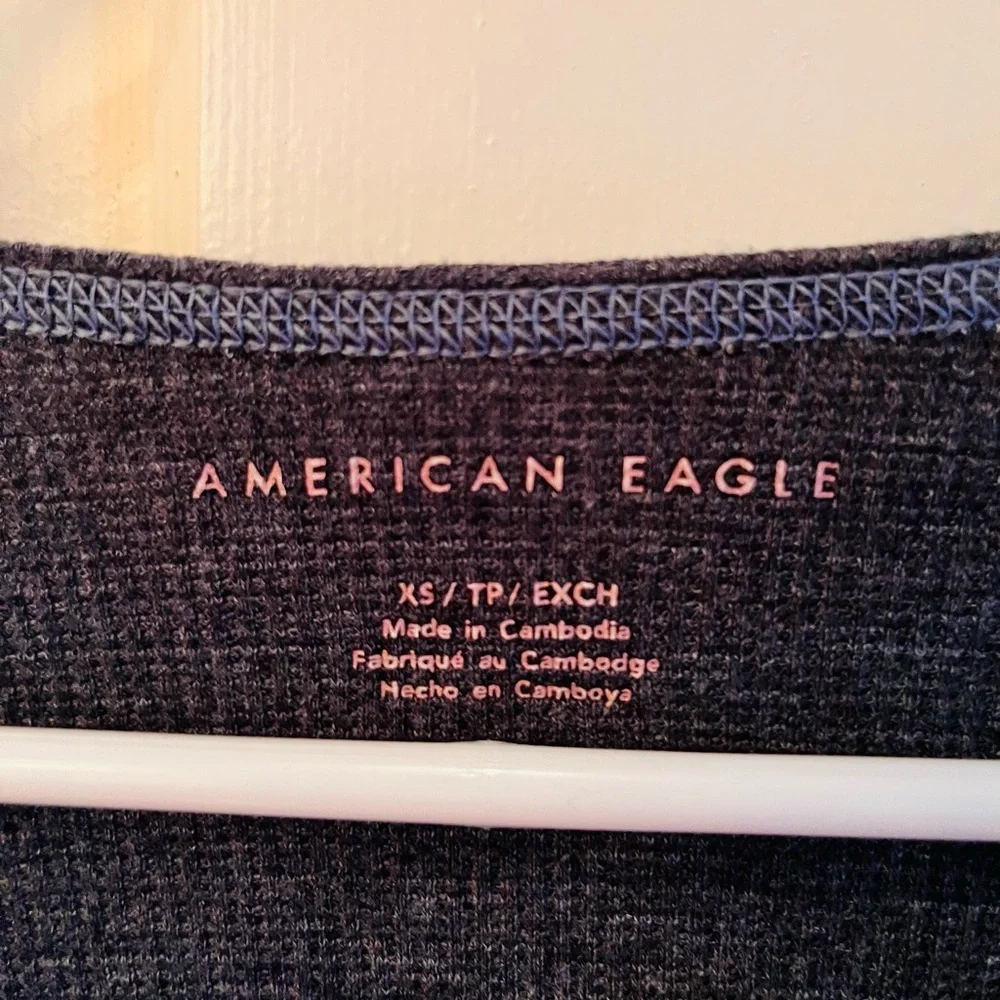 AMERICAN EAGLE
XS / TP / EXCH
Made in Cambodia
Fabriqué au Cambodge
Hecho en Camboya